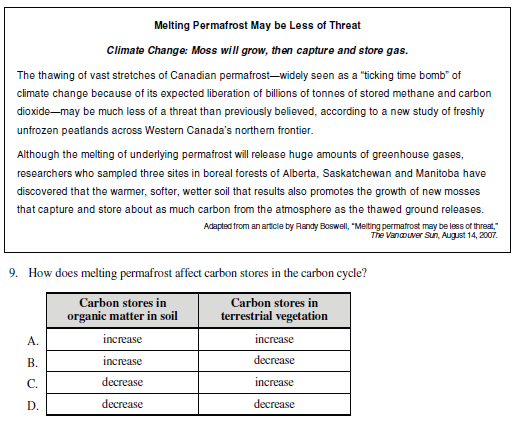 Melting Permafrost May be Less of Threat
Climate Change: Moss will grow, then capture and store gas.
The thawing of vast stretches of Canadian permafrost—widely seen as a "ticking time bomb" of
climate change because of its expected liberation of billions of tonnes of stored methane and carbon
dioxide—may be much less of a threat than previously believed, according to a new study of freshly
unfrozen peatlands across Western Canada's northern frontier.
Although the melting of underlying permafrost will release huge amounts of greenhouse gases,
researchers who sampled three sites in boreal forests of Alberta, Saskatchewan and Manitoba have
discovered that the warmer, softer, wetter soil that results also promotes the growth of new mosses
that capture and store about as much carbon from the atmosphere as the thawed ground releases.
Adapted from an article by Randy Boswell, "Melting permafrost may be less of threat,"
The Vancouver Sun, August 14, 2007.
9. How does melting permafrost affect carbon stores in the carbon cycle?
Carbon stores in organic matter in soil Carbon stores in terrestrial vegetation
A. increase increase
B. increase decrease
C. decrease increase
D. decrease decrease